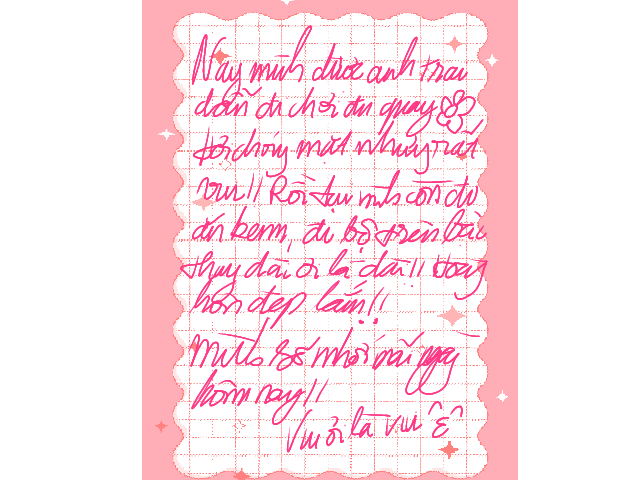 Nay mình được anh trai
dẫn đi chơi đu quay
Hơi chóng mặt nhưng rất
vui!! Rồi tụi mình còn đi
ăn kem, đi bộ trên bãi
thay dài ơi là dài!! Hoàng
hôn đẹp lắm!!
Mình sẽ nhớ mãi ngày
hôm nay!!
Vui ơi là vui